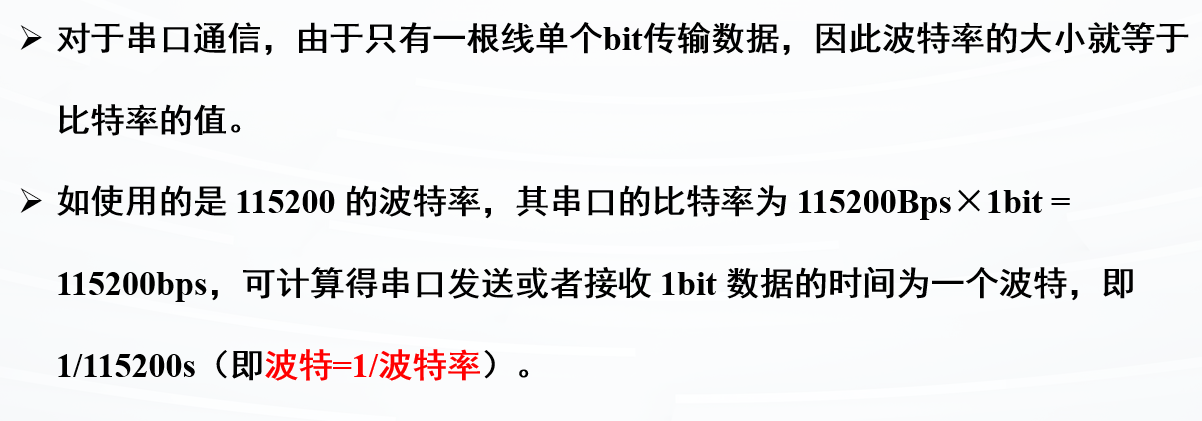 ➢ 对于串口通信，由于只有一根线单个bit传输数据，因此波特率的大小就等于
比特率的值。
➢ 如使用的是 115200 的波特率，其串口的比特率为 115200Bps×1bit =
115200bps，可计算得串口发送或者接收 1bit 数据的时间为一个波特，即
1/115200s（即波特=1/波特率）。